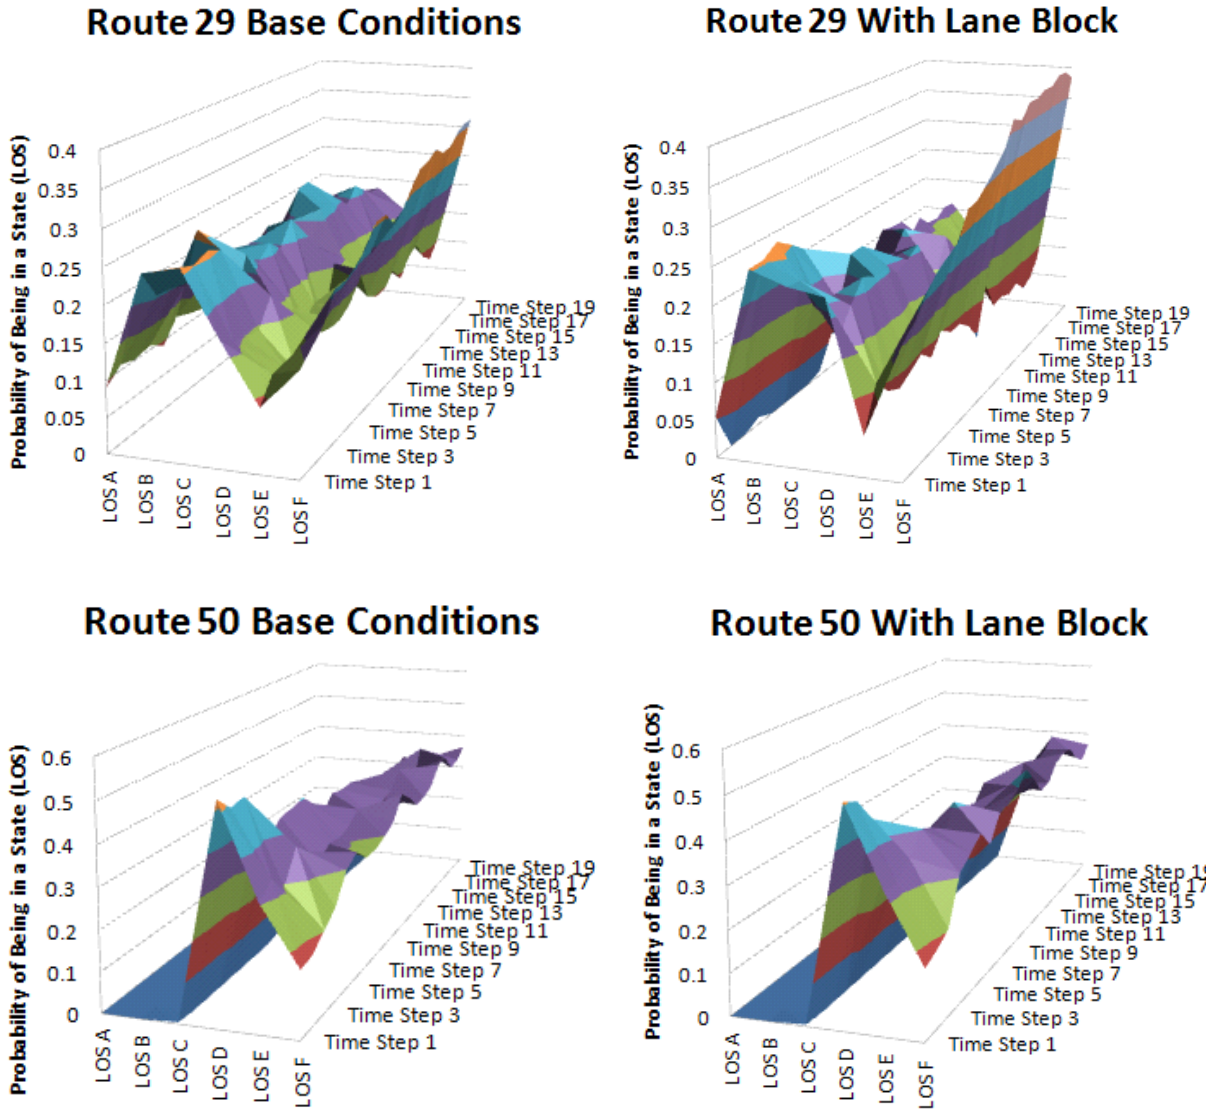 Route 29 Base Conditions
Probability of Being in a State (LOS)
0.4
0.35
0.3
0.25
0.2
0.15
0.1
0.05
0
LOS A
LOS B
LOS C
LOS D
LOS E
LOS F
Time Step 19
Time Step 17
Time Step 15
Time Step 13
Time Step 11
Time Step 9
Time Step 7
Time Step 5
Time Step 3
Time Step 1
Route 29 With Lane Block
Probability of Being in a State (LOS)
0.4
0.35
0.3
0.25
0.2
0.15
0.1
0.05
0
LOS A
LOS B
LOS C
LOS D
LOS E
LOS F
Time Step 19
Time Step 17
Time Step 15
Time Step 13
Time Step 11
Time Step 9
Time Step 7
Time Step 5
Time Step 3
Time Step 1
Route 50 Base Conditions
Probability of Being in a State (LOS)
0.6
0.5
0.4
0.3
0.2
0.1
0
LOS A
LOS B
LOS C
LOS D
LOS E
LOS F
Time Step 19
Time Step 17
Time Step 15
Time Step 13
Time Step 11
Time Step 9
Time Step 7
Time Step 5
Time Step 3
Time Step 1
Route 50 With Lane Block
Probability of Being in a State (LOS)
0.6
0.5
0.4
0.3
0.2
0.1
0
LOS A
LOS B
LOS C
LOS D
LOS E
LOS F
Time Step 19
Time Step 17
Time Step 15
Time Step 13
Time Step 11
Time Step 9
Time Step 7
Time Step 5
Time Step 3
Time Step 1